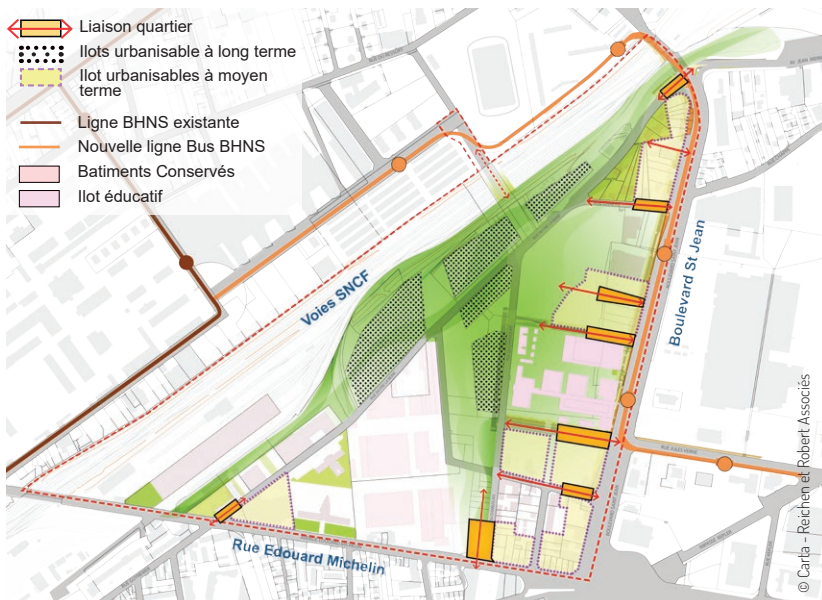 Liaison quartier
Ilots urbanisable à long terme
Ilot urbanisables à moyen
terme
Ligne BHNS existante
Nouvelle ligne Bus BHNS
Batiments Conservés
Ilot éducatif
Voies SNCF
Boulevard St Jean
Rue Edouard Michelin
© Carta – Reichen et Robert Associés